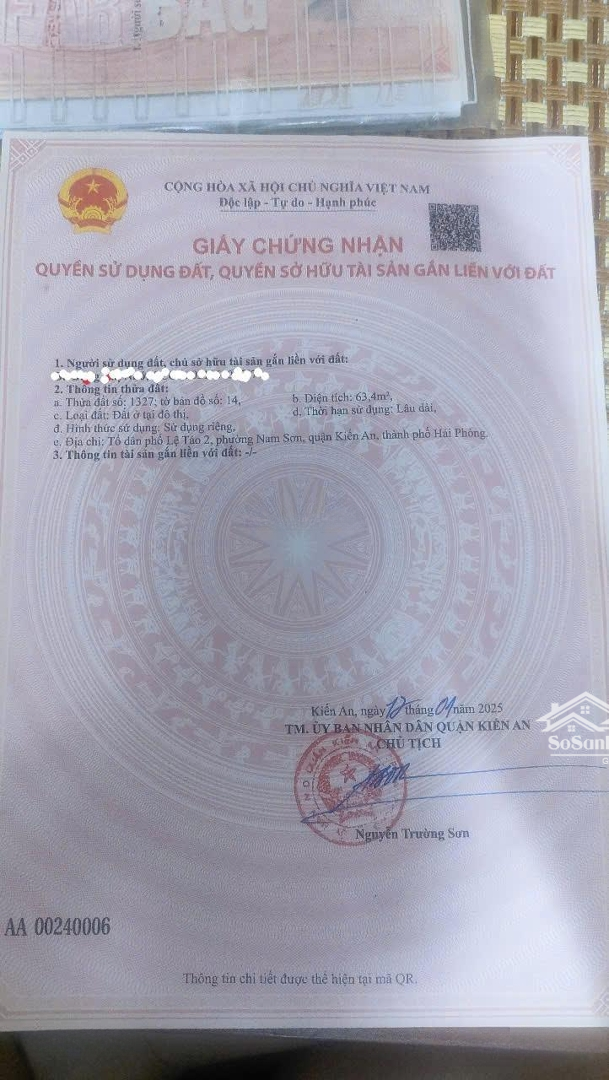 BAG
CỘNG HÒA XÃ HỘI CHỦ NGHĨA VIỆT NAM
Độc lập - Tự do - Hạnh phúc
GIẤY CHỨNG NHẬN
QUYỀN SỬ DỤNG ĐẤT, QUYỀN SỞ HỮU TÀI SẢN GẮN LIỀN VỚI ĐẤT
1. Người sử dụng đất, chủ sở hữu tài sản gắn liền với đất:
2. Thông tin thửa đất:
a. Thửa đất số: 1327; tờ bản đồ số: 14,
b. Diện tích: 63,4m²,
c. Loại đất: Đất ở tại đô thị,
d. Thời hạn sử dụng: Lâu dài,
đ. Hình thức sử dụng: Sử dụng riêng,
e. Địa chỉ: Tổ dân phố Lệ Tảo 2, phường Nam Sơn, quận Kiến An, thành phố Hải Phòng.
3. Thông tin tài sản gắn liền với đất: -/-
Kiến An, ngày tháng năm 2025
TM. ỦY BAN NHÂN DÂN QUẬN KIẾN AN
CHỦ TỊCH
SoSanh
Nguyễn Trường Sơn
AA 00240006
Thông tin chi tiết được thể hiện tại mã QR.